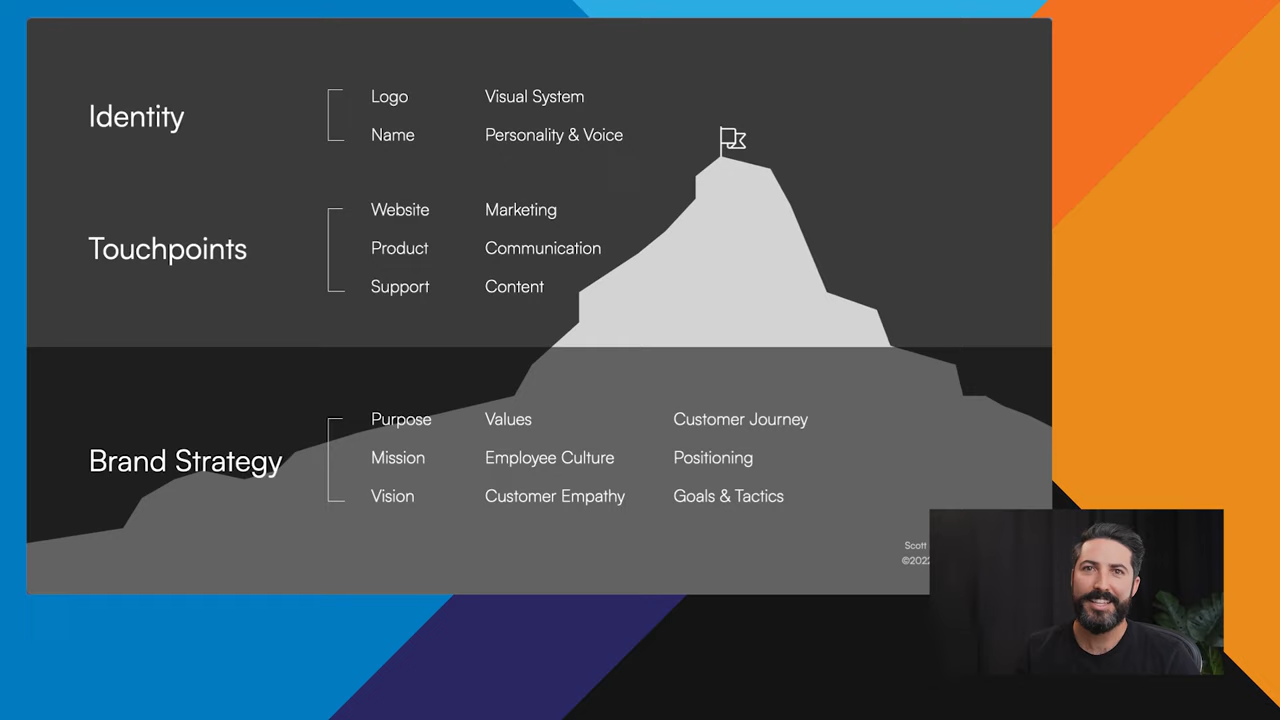 Identity
Logo Visual System
Name Personality & Voice
Touchpoints
Website Marketing
Product Communication
Support Content
Brand Strategy
Purpose Values Customer Journey
Mission Employee Culture Positioning
Vision Customer Empathy Goals & Tactics
Scott
©2022